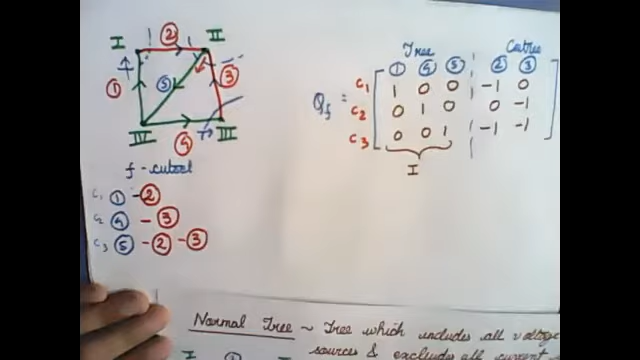 I ② II
① ⑤ ③
III ④ III
f - cutset
C₁ ① - ②
C₂ ④ - ③
C₃ ⑤ - ② - ③
Tree Cotree
① ④ ⑤ ② ③
C₁ 1 0 0 -1 0
Qf = C₂ 0 1 0 0 -1
C₃ 0 0 1 -1 -1
I
Normal Tree ~ Tree which includes all voltage
sources & excludes all current